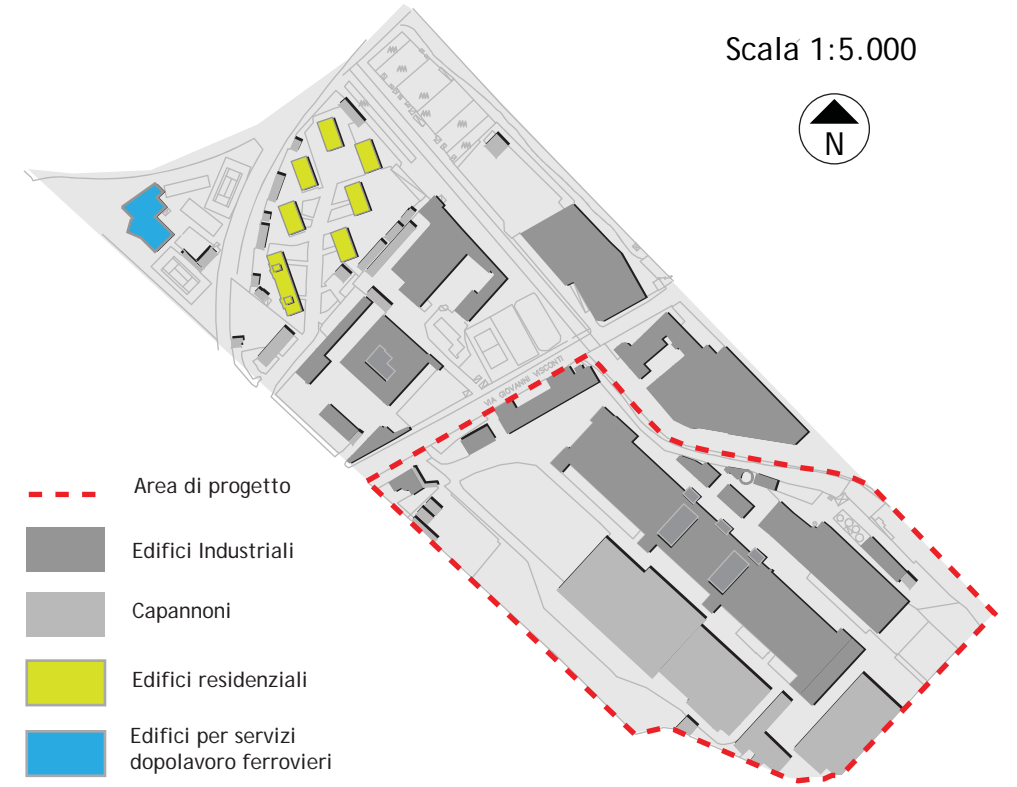 Scala 1:5.000
N
VIA GIOVANNI VISCONTI
Area di progetto
Edifici Industriali
Capannoni
Edifici residenziali
Edifici per servizi
dopolavoro ferrovieri